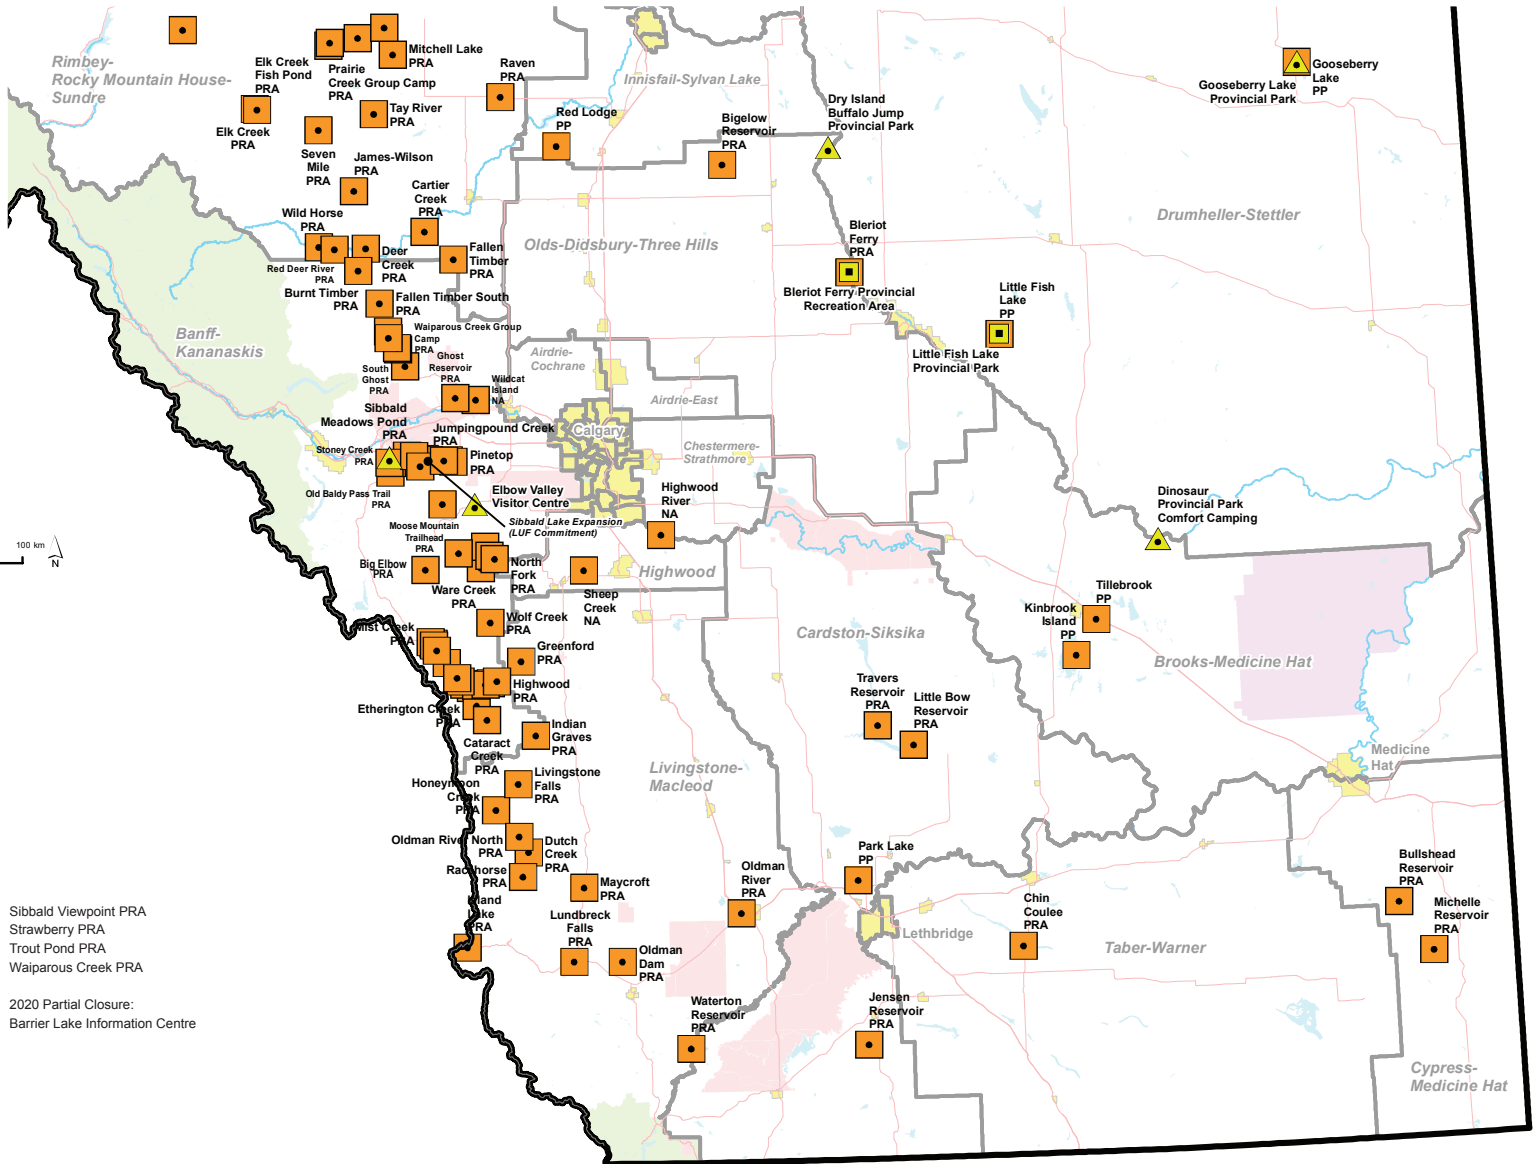 Rimbey-
Rocky Mountain House-
Sundre
Elk Creek
Fish Pond
PRA
Prairie
Creek Group Camp
PRA
Mitchell Lake
PRA
Raven
PRA
Innisfail-Sylvan Lake
Gooseberry Lake
Provincial Park
Gooseberry
Lake
PP
Elk Creek
PRA
Tay River
PRA
Seven
Mile
PRA
Red Lodge
PP
Bigelow
Reservoir
PRA
Dry Island
Buffalo Jump
Provincial Park
James-Wilson
PRA
Cartier
Creek
PRA
Wild Horse
PRA
Red Deer River
PRA
Deer
Creek
PRA
Fallen
Timber
PRA
Olds-Didsbury-Three Hills
Bleriot
Ferry
PRA
Bleriot Ferry Provincial
Recreation Area
Drumheller-Stettler
Burnt Timber
PRA
Fallen Timber South
PRA
Little Fish
Lake
PP
Little Fish Lake
Provincial Park
Banff-
Kananaskis
Waiparous Creek Group
Camp
PRA
South
Ghost
PRA
Ghost
Reservoir
PRA
Wildcat
Island
NA
Airdrie-
Cochrane
Airdrie-East
Sibbald
Meadows Pond
PRA
Jumpingpound Creek
PRA
Calgary
Chestermere-
Strathmore
Stoney Creek
PRA
Pinetop
PRA
Old Baldy Pass Trail
PRA
Elbow Valley
Visitor Centre
Sibbald Lake Expansion
(LUF Commitment)
Highwood
River
NA
Dinosaur
Provincial Park
Comfort Camping
Moose Mountain
Trailhead
PRA
100 km
N
Big Elbow
PRA
North
Fork
PRA
Highwood
Ware Creek
PRA
Sheep
Creek
NA
Tillebrook
PP
Kinbrook
Island
PP
Wolf Creek
PRA
Mist Creek
PRA
Cardston-Siksika
Brooks-Medicine Hat
Greenford
PRA
Highwood
PRA
Travers
Reservoir
PRA
Little Bow
Reservoir
PRA
Etherington Creek
PRA
Indian
Graves
PRA
Cataract
Creek
PRA
Medicine
Hat
Livingstone-
Macleod
Livingstone
Falls
PRA
Honeymoon
Creek
PRA
Oldman River North
PRA
Dutch
Creek
PRA
Racehorse
PRA
Maycroft
PRA
Oldman
River
PRA
Park Lake
PP
Bullshead
Reservoir
PRA
Michelle
Reservoir
PRA
Island
Lake
PRA
Lundbreck
Falls
PRA
Oldman
Dam
PRA
Lethbridge
Chin
Coulee
PRA
Taber-Warner
Sibbald Viewpoint PRA
Strawberry PRA
Trout Pond PRA
Waiparous Creek PRA
2020 Partial Closure:
Barrier Lake Information Centre
Waterton
Reservoir
PRA
Jensen
Reservoir
PRA
Cypress-
Medicine Hat